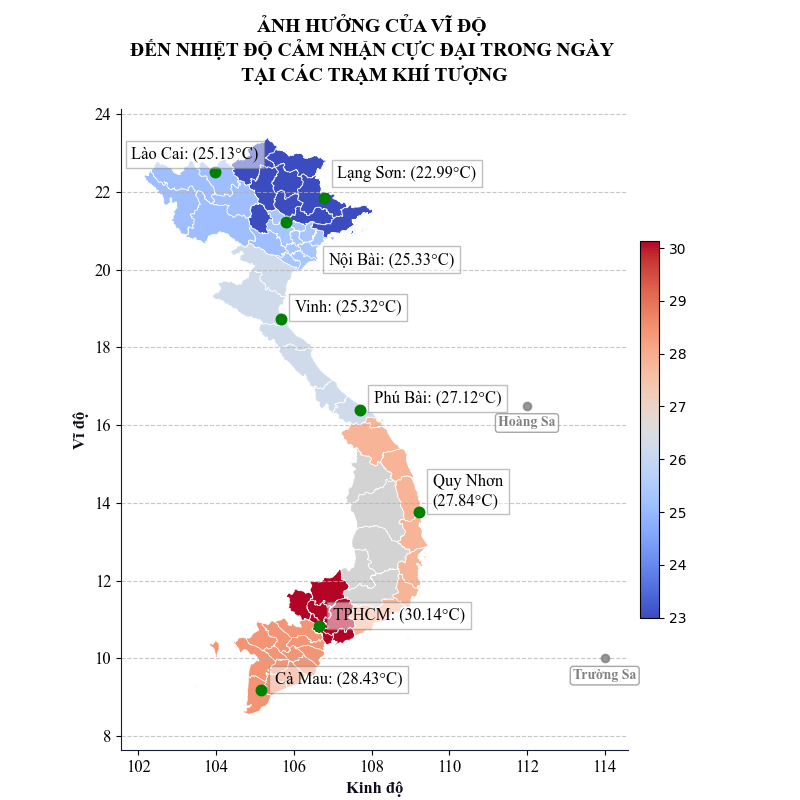 ẢNH HƯỞNG CỦA VĨ ĐỘ
ĐẾN NHIỆT ĐỘ CẢM NHẬN CỰC ĐẠI TRONG NGÀY
TẠI CÁC TRẠM KHÍ TƯỢNG
24
Lào Cai: (25.13°C)
Lạng Sơn: (22.99°C)
22
Nội Bài: (25.33°C)
20
Vinh: (25.32°C)
18
Phú Bài: (27.12°C)
Hoàng Sa
16
Quy Nhơn
(27.84°C)
14
12
TPHCM: (30.14°C)
10
Trường Sa
Cà Mau: (28.43°C)
8
Vĩ độ
102 104 106 108 110 112 114
Kinh độ
30
29
28
27
26
25
24
23